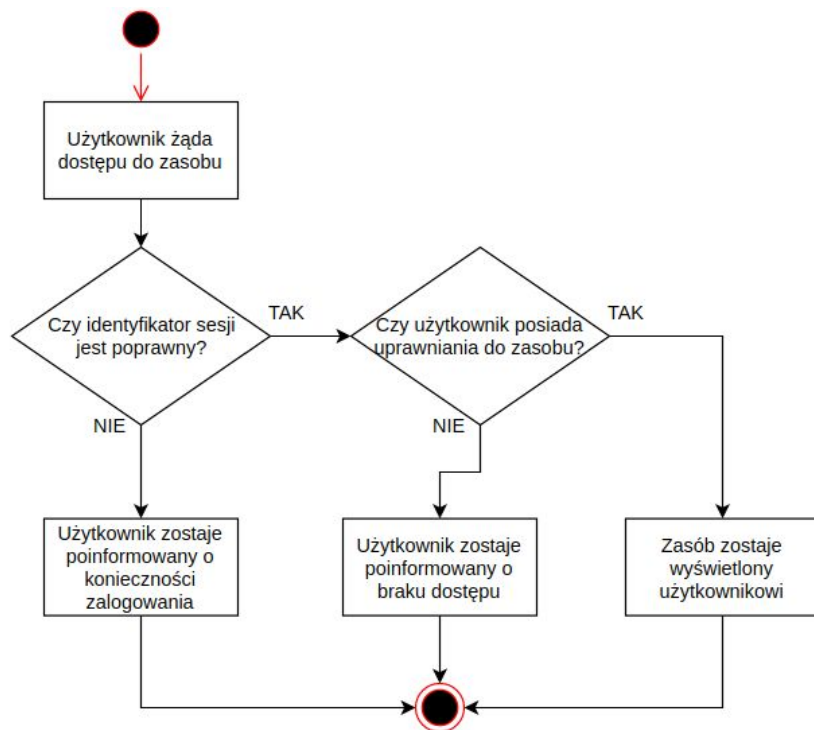 Użytkownik żąda
dostępu do zasobu
Czy identyfikator sesji
jest poprawny?
TAK
Czy użytkownik posiada
uprawniania do zasobu?
TAK
NIE
NIE
Użytkownik zostaje
poinformowany o
konieczności
zalogowania
Użytkownik zostaje
poinformowany o
braku dostępu
Zasób zostaje
wyświetlony
użytkownikowi